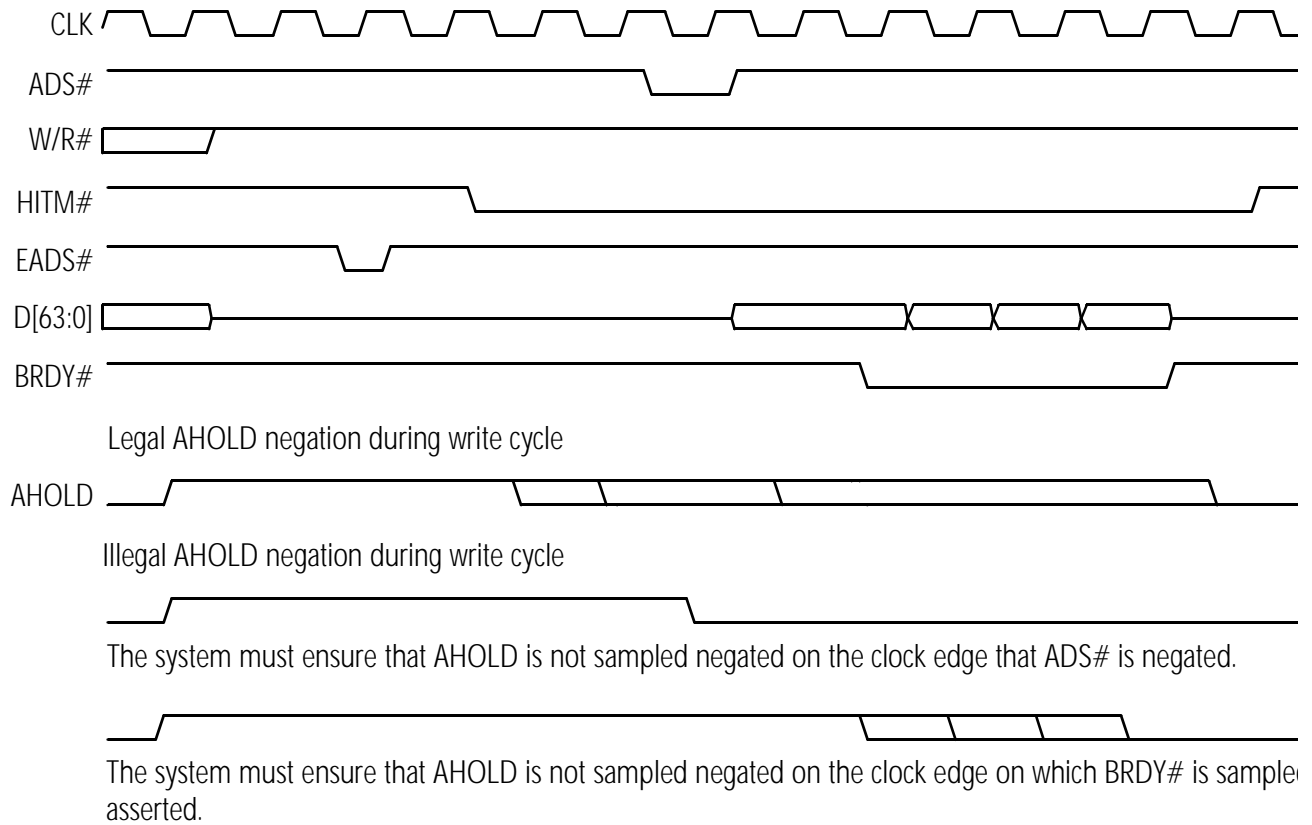 CLK
ADS#
W/R#
HITM#
EADS#
D[63:0]
BRDY#
Legal AHOLD negation during write cycle
AHOLD
Illegal AHOLD negation during write cycle
The system must ensure that AHOLD is not sampled negated on the clock edge that ADS# is negated.
The system must ensure that AHOLD is not sampled negated on the clock edge on which BRDY# is sample
asserted.